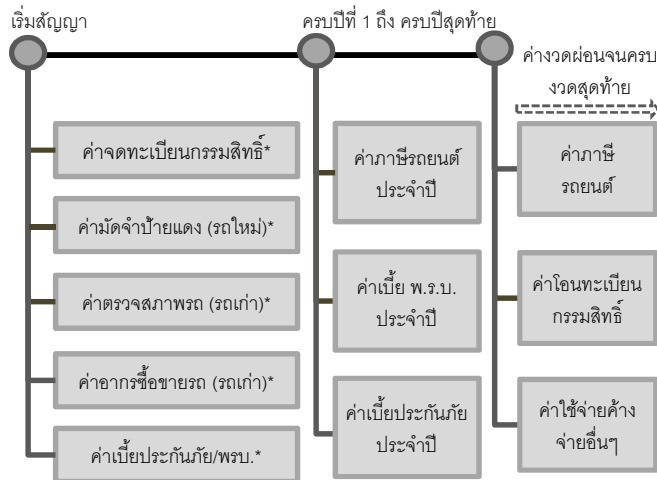 เริ่มสัญญา
ครบปีที่ 1 ถึง ครบปีสุดท้าย
ค่างวดผ่อนจนครบ
งวดสุดท้าย
ค่าจดทะเบียนกรรมสิทธิ์*
ค่ามัดจำป้ายแดง (รถใหม่)*
ค่าตรวจสภาพรถ (รถเก่า)*
ค่าอากรซื้อขายรถ (รถเก่า)*
ค่าเบี้ยประกันภัย/พรบ.*
ค่าภาษีรถยนต์
ประจำปี
ค่าเบี้ย พ.ร.บ.
ประจำปี
ค่าเบี้ยประกันภัย
ประจำปี
ค่าภาษี
รถยนต์
ค่าโอนทะเบียน
กรรมสิทธิ์
ค่าใช้จ่ายค้าง
จ่ายอื่นๆ